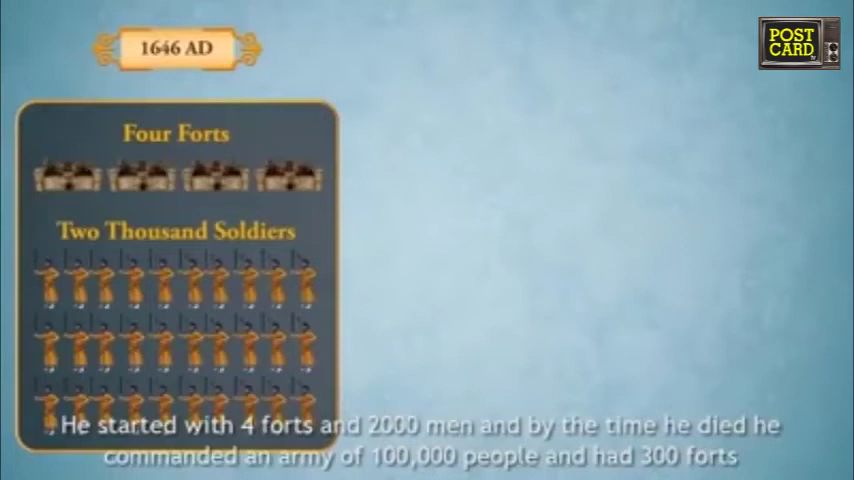 1646 AD
POST
CARD
Four Forts
Two Thousand Soldiers
He started with 4 forts and 2000 men and by the time he died he
commanded an army of 100,000 people and had 300 forts